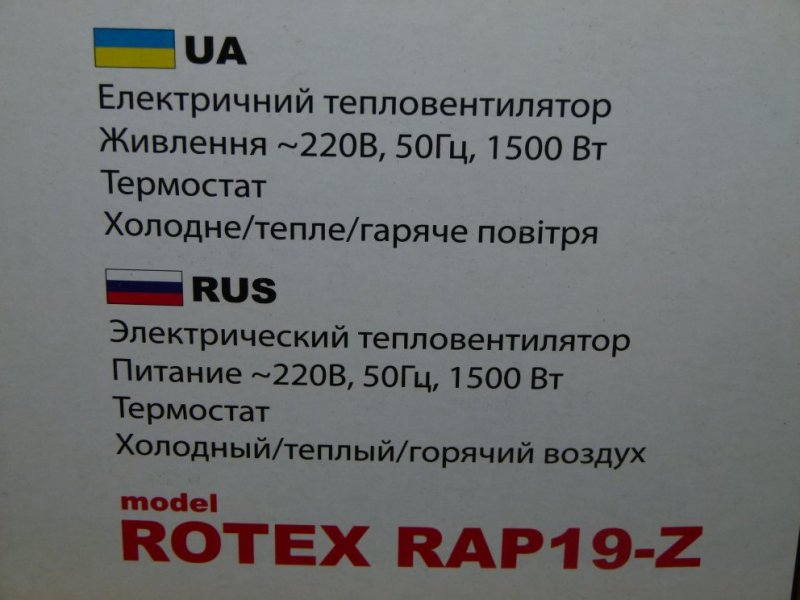 UA
Електричний тепловентилятор
Живлення ~220В, 50Гц, 1500 Вт
Термостат
Холодне/тепле/гаряче повітря
RUS
Электрический тепловентилятор
Питание ~220В, 50Гц, 1500 Вт
Термостат
Холодный/теплый/горячий воздух
model
ROTEX RAP19-Z